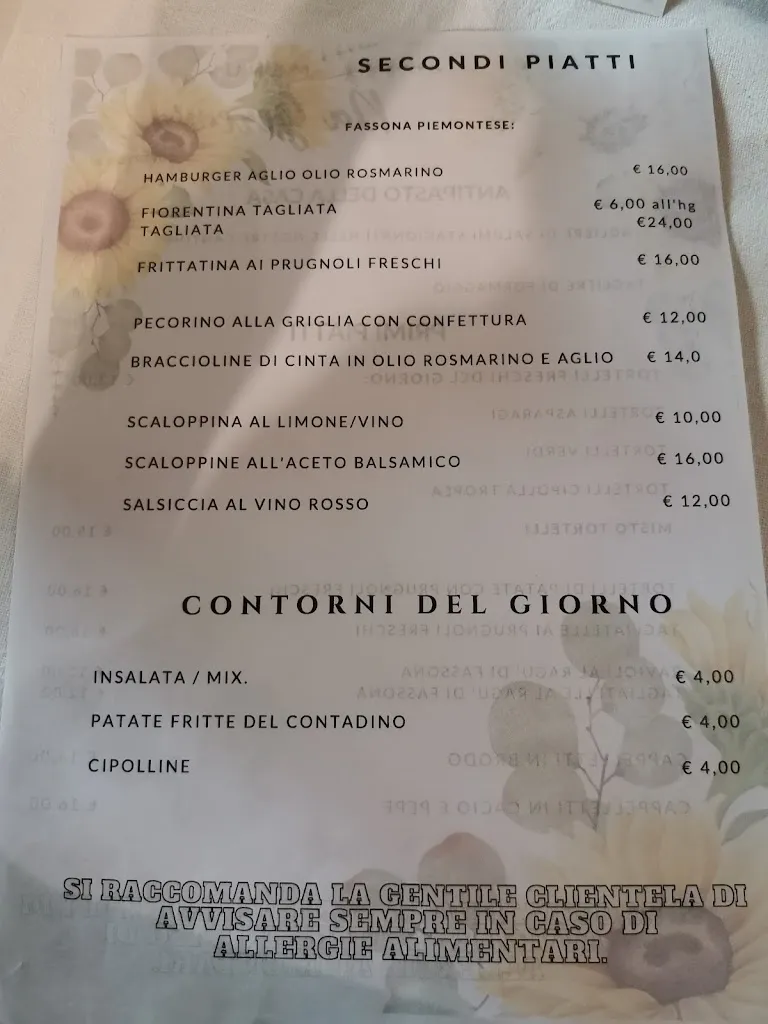 SECONDI PIATTI
FASSONA PIEMONTESE:
HAMBURGER AGLIO OLIO ROSMARINO € 16,00
FIORENTINA TAGLIATA € 6,00 all'hg
TAGLIATA €24,00
FRITTATINA AI PRUGNOLI FRESCHI € 16,00
PECORINO ALLA GRIGLIA CON CONFETTURA € 12,00
BRACCIOLINE DI CINTA IN OLIO ROSMARINO E AGLIO € 14,0
SCALOPPINA AL LIMONE/VINO € 10,00
SCALOPPINE ALL'ACETO BALSAMICO € 16,00
SALSICCIA AL VINO ROSSO € 12,00
CONTORNI DEL GIORNO
INSALATA / MIX. € 4,00
PATATE FRITTE DEL CONTADINO € 4,00
CIPOLLINE € 4,00
SI RACCOMANDA LA GENTILE CLIENTELA DI
AVVISARE SEMPRE IN CASO DI
ALLERGIE ALIMENTARI.